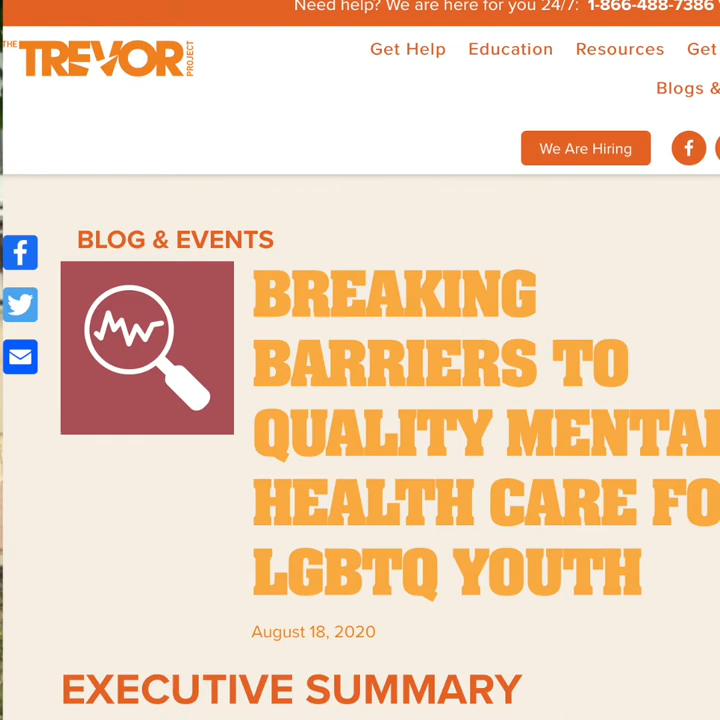 Need help? We are here for you 24/7: 1-866-488-7386
THE TREVOR PROJECT
Get Help Education Resources Get
Blogs &
We Are Hiring
BLOG & EVENTS
BREAKING
BARRIERS TO
QUALITY MENTAL
HEALTH CARE FO
LGBTQ YOUTH
August 18, 2020
EXECUTIVE SUMMARY